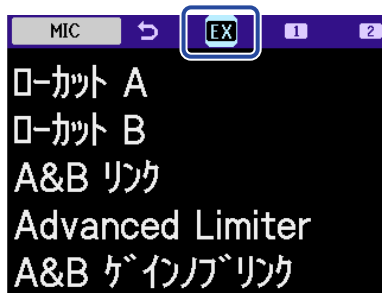 MIC EX 1 2
ローカット A
ローカット B
A&B リンク
Advanced Limiter
A&B ゲインノブリンク